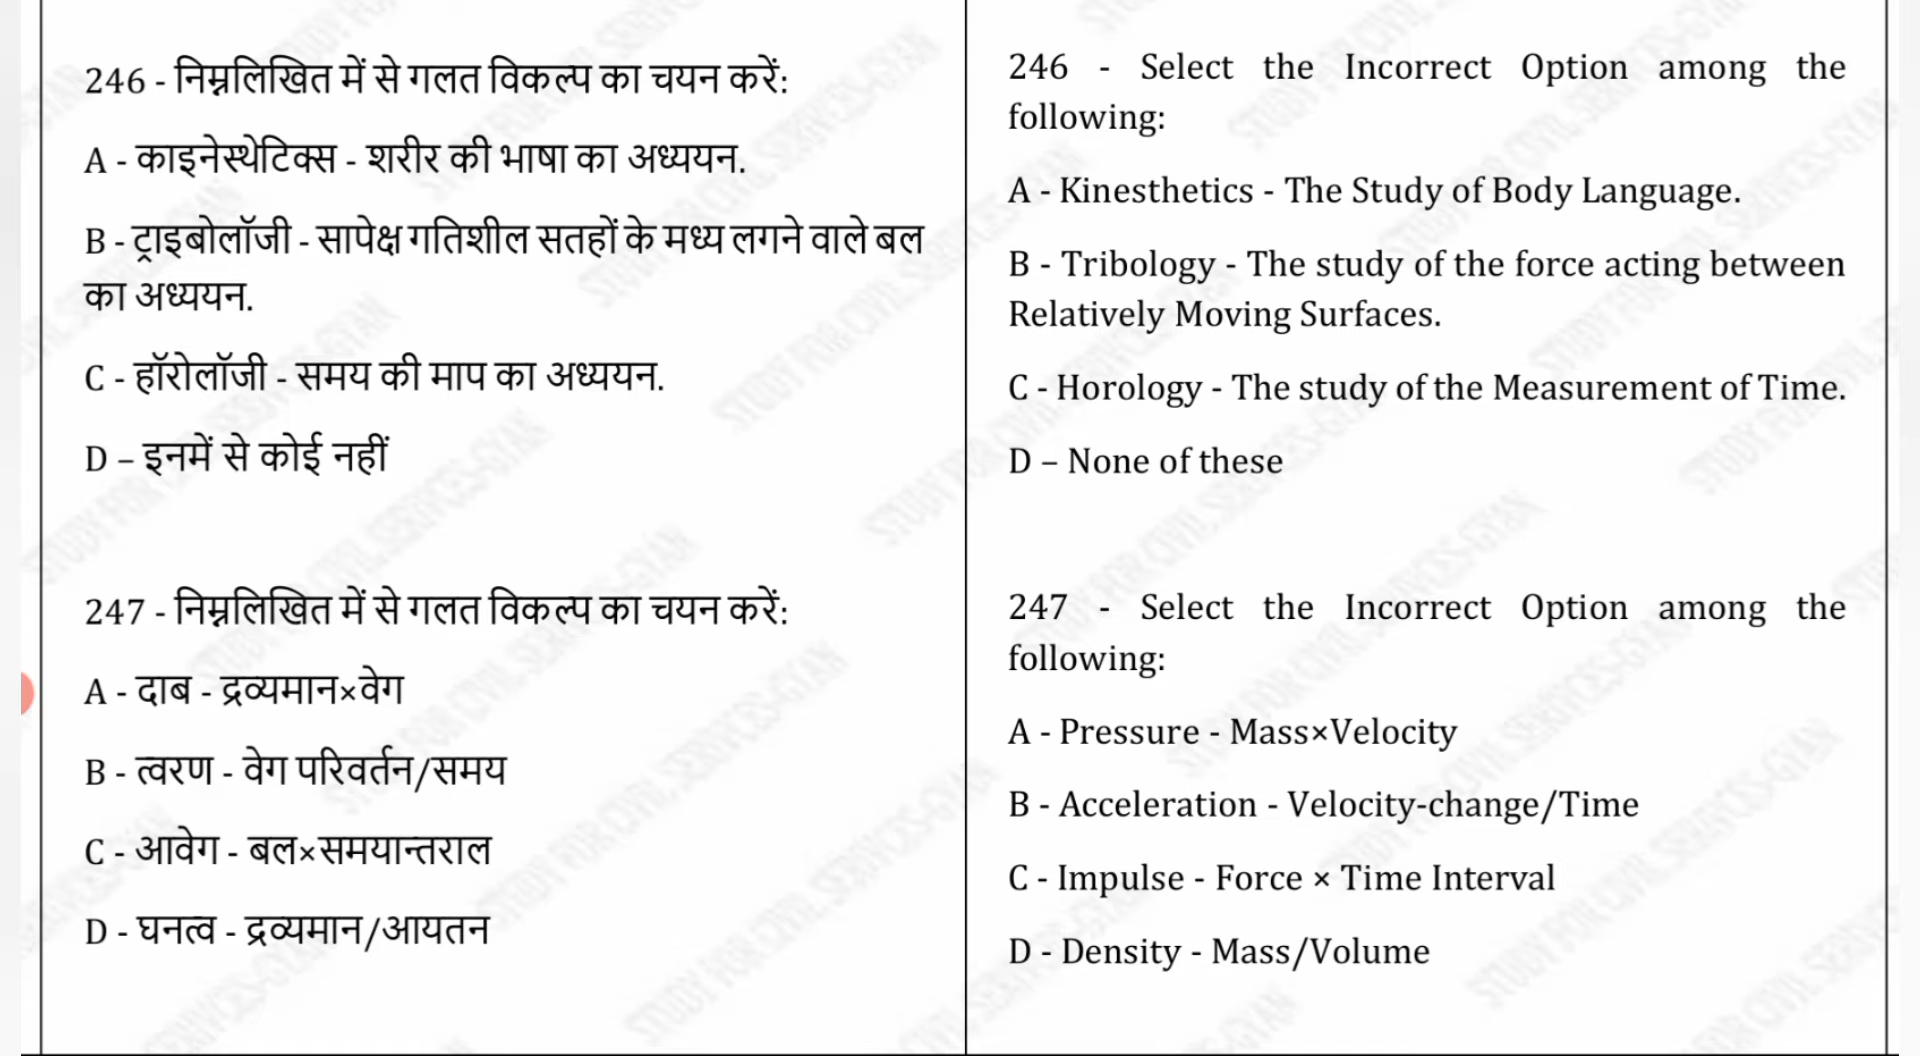 246 - निम्नलिखित में से गलत विकल्प का चयन करें:
A - काइनेस्थेटिक्स - शरीर की भाषा का अध्ययन.
B - ट्राइबोलॉजी - सापेक्ष गतिशील सतहों के मध्य लगने वाले बल
का अध्ययन.
C - हॉरोलॉजी - समय की माप का अध्ययन.
D – इनमें से कोई नहीं
247 - निम्नलिखित में से गलत विकल्प का चयन करें:
A - दाब - द्रव्यमान×वेग
B - त्वरण - वेग परिवर्तन/समय
C - आवेग - बल×समयान्तराल
D - घनत्व - द्रव्यमान/आयतन
246 - Select the Incorrect Option among the
following:
A - Kinesthetics - The Study of Body Language.
B - Tribology - The study of the force acting between
Relatively Moving Surfaces.
C - Horology - The study of the Measurement of Time.
D – None of these
247 - Select the Incorrect Option among the
following:
A - Pressure - Mass×Velocity
B - Acceleration - Velocity-change/Time
C - Impulse - Force × Time Interval
D - Density - Mass/Volume
STUDY FOR CIVIL SERVICES-GYAN